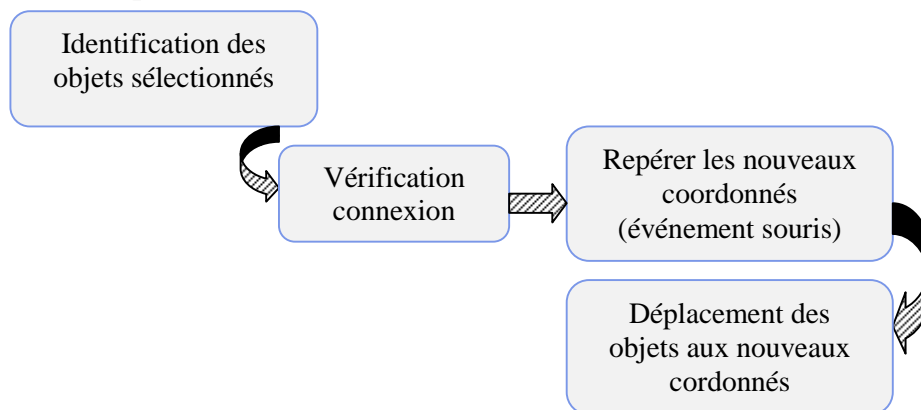 Identification des
objets sélectionnés
Vérification
connexion
Repérer les nouveaux
coordonnés
(événement souris)
Déplacement des
objets aux nouveaux
cordonnés